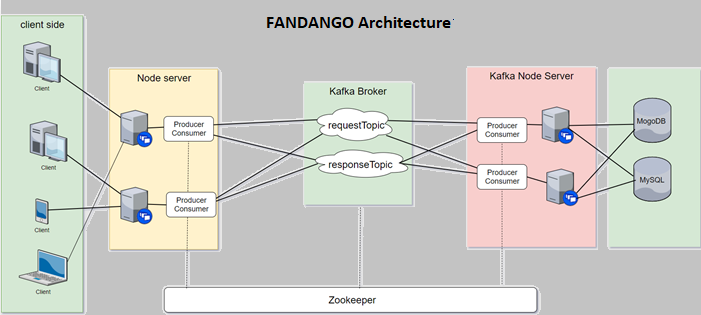 FANDANGO Architecture
client side
Client
Client
Client
Client
Node server
Producer
Consumer
Producer
Consumer
Kafka Broker
requestTopic
responseTopic
Kafka Node Server
Producer
Consumer
Producer
Consumer
MogoDB
MySQL
Zookeeper